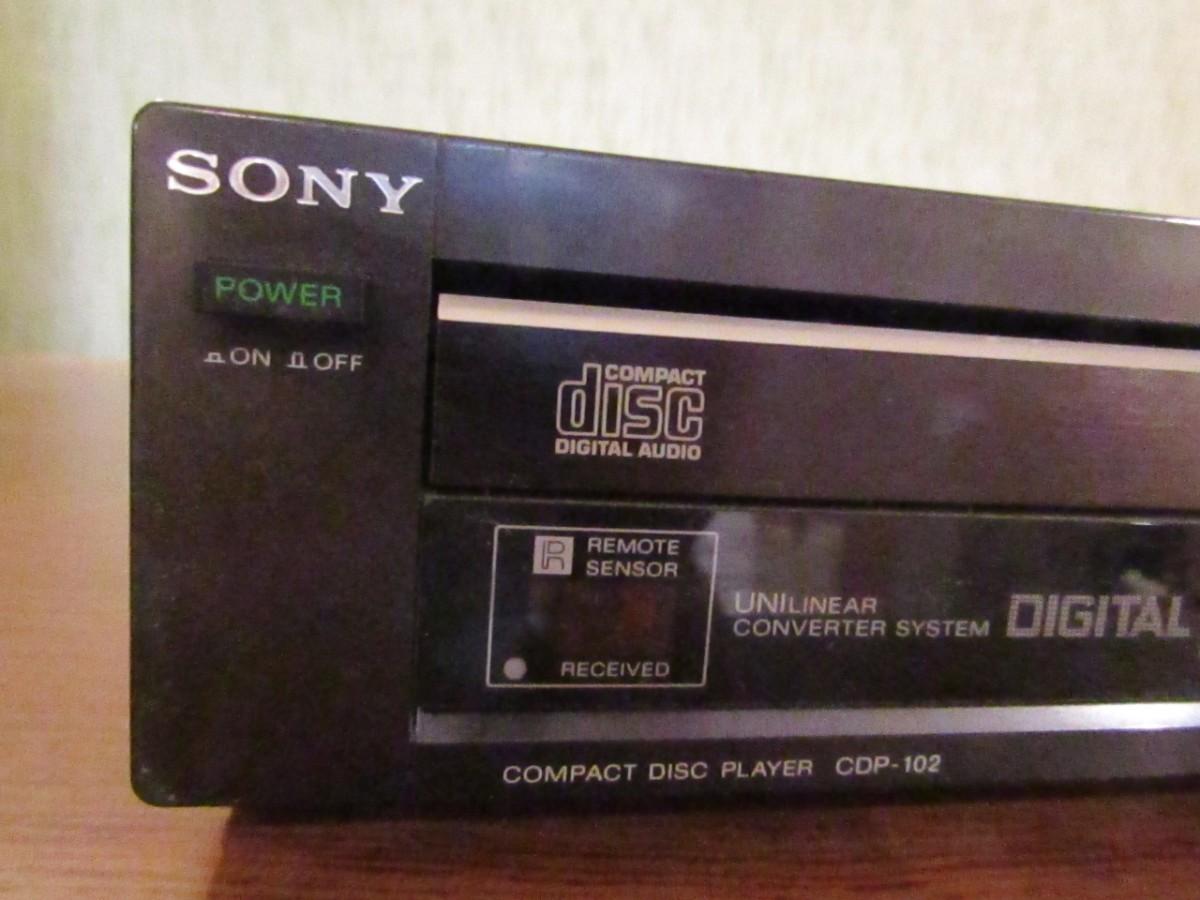 SONY
POWER
ON OFF
COMPACT
disc
DIGITAL AUDIO
R REMOTE
SENSOR
RECEIVED
UNILINEAR
CONVERTER SYSTEM
DIGITAL
COMPACT DISC PLAYER CDP-102